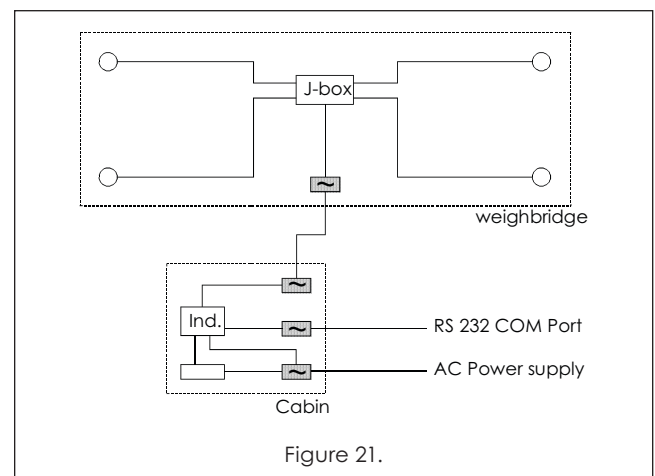 J-box
weighbridge
Ind.
RS 232 COM Port
AC Power supply
Cabin
Figure 21.